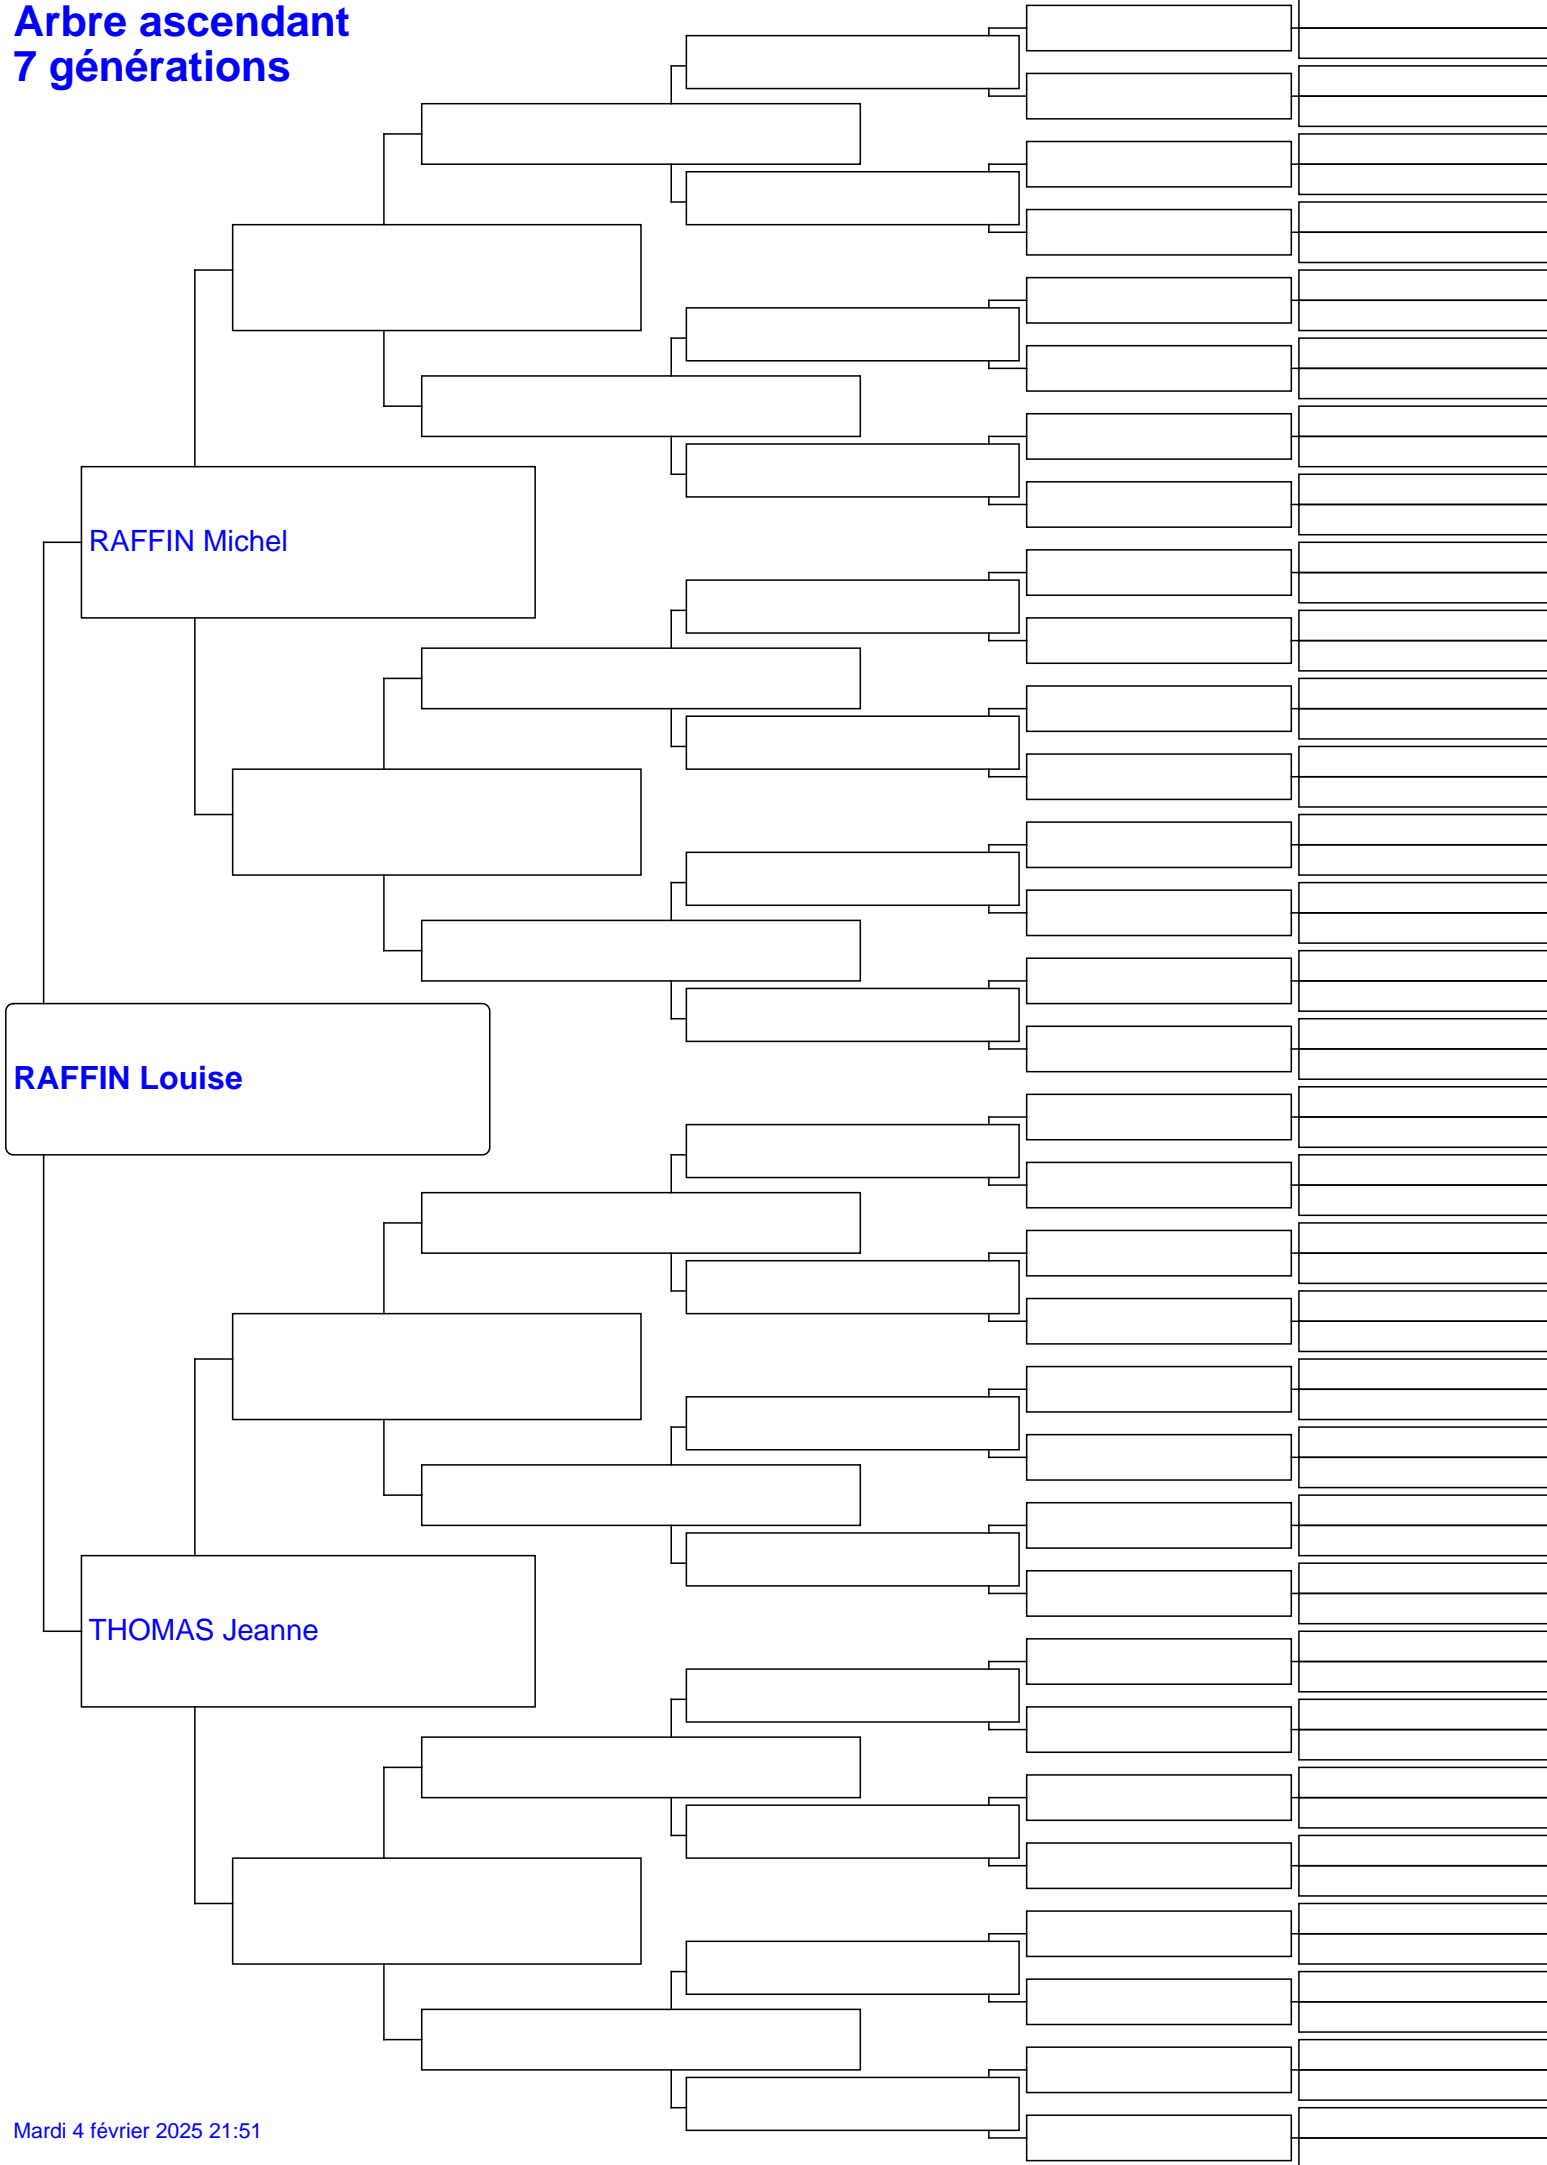 Arbre ascendant
7 générations
RAFFIN Michel
RAFFIN Louise
THOMAS Jeanne
Mardi 4 février 2025 21:51